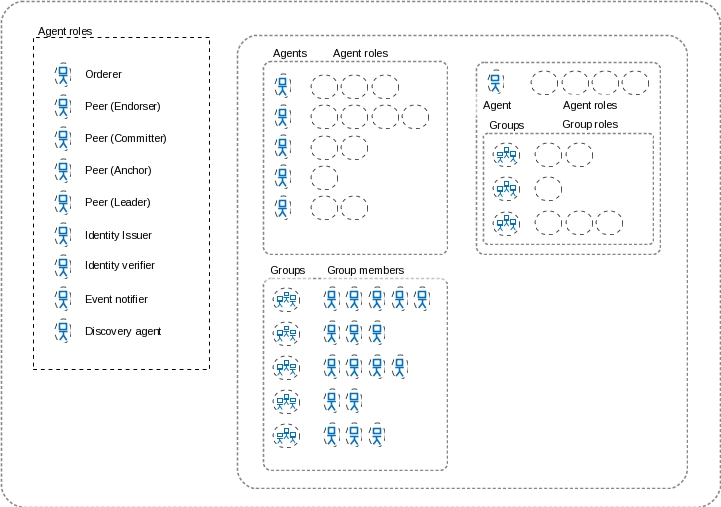 Agent roles
Orderer
Peer (Endorser)
Peer (Committer)
Peer (Anchor)
Peer (Leader)
Identity Issuer
Identity verifier
Event notifier
Discovery agent
Agents Agent roles
Agent Agent roles
Groups Group roles
Groups Group members